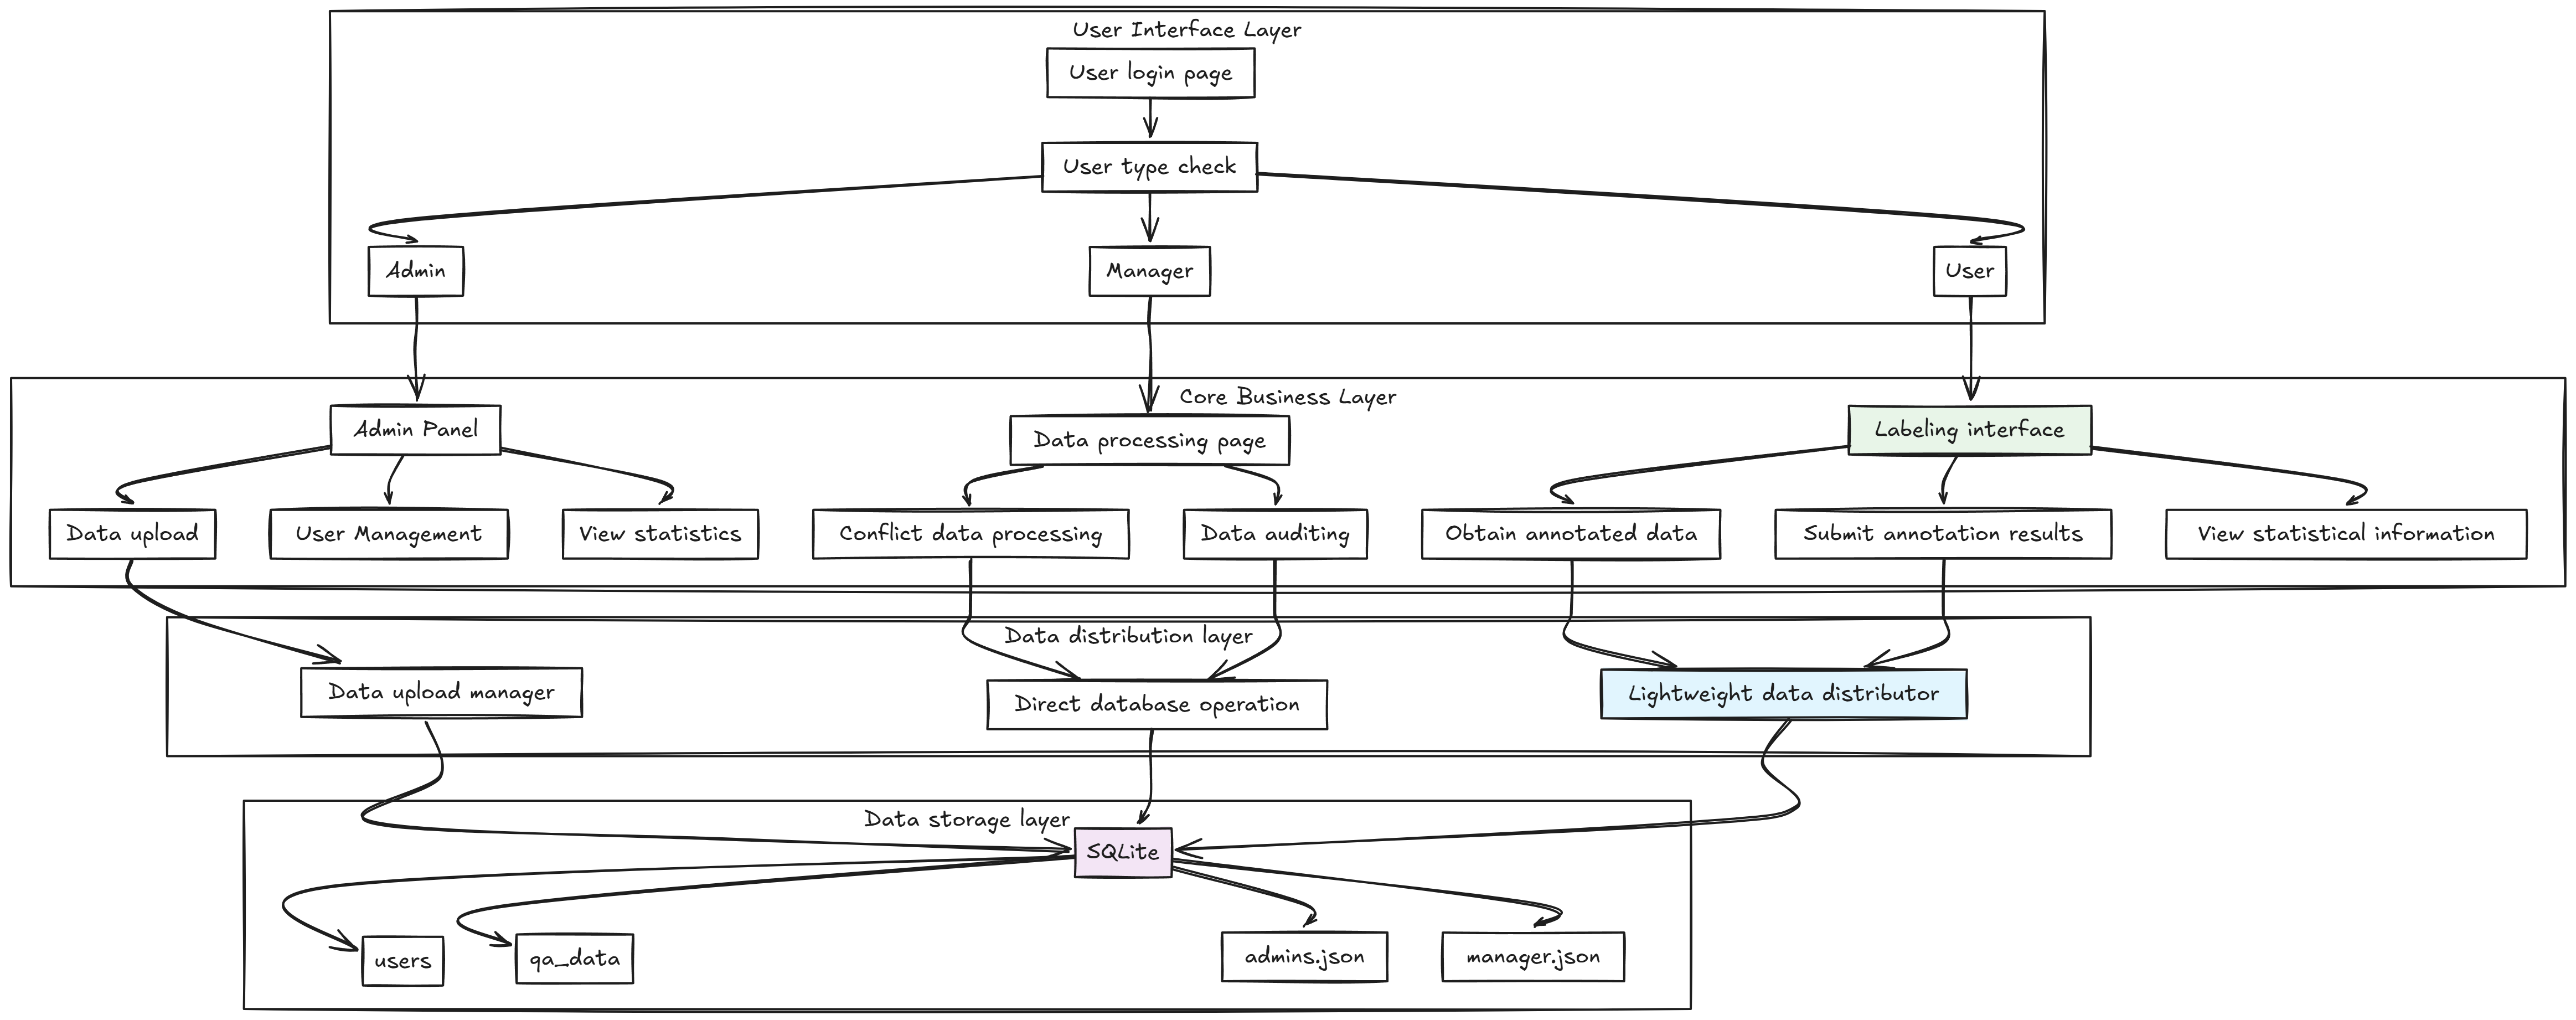 User Interface Layer
User login page
User type check
Admin
Manager
User
Core Business Layer
Admin Panel
Data processing page
Labeling interface
Data upload
User Management
View statistics
Conflict data processing
Data auditing
Obtain annotated data
Submit annotation results
View statistical information
Data distribution layer
Data upload manager
Direct database operation
Lightweight data distributor
Data storage layer
SQLite
users
qa_data
admins.json
manager.json